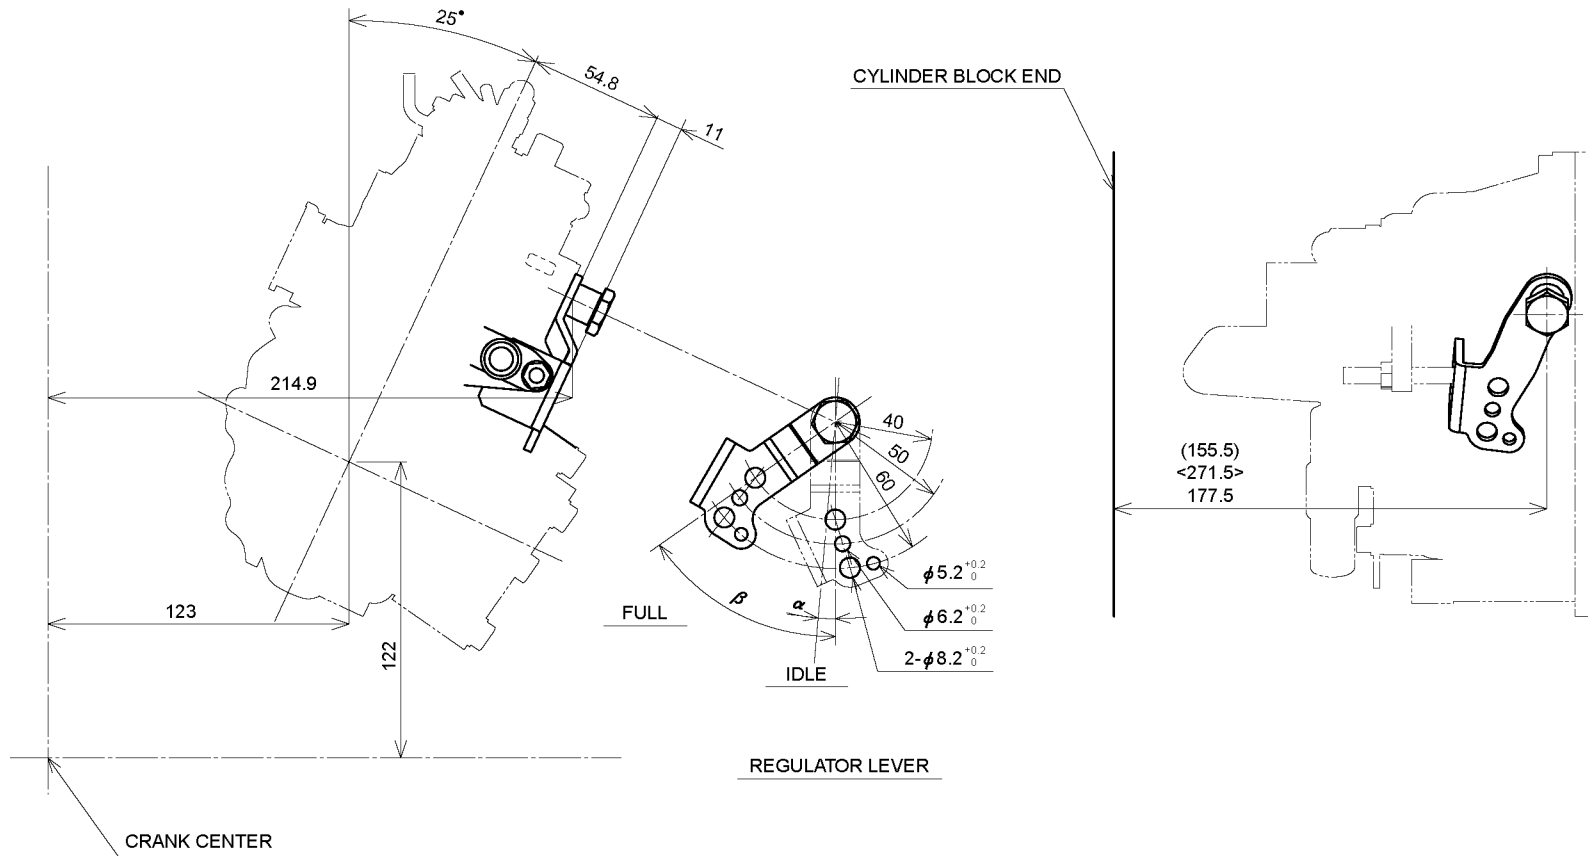 25°
54.8
11
CYLINDER BLOCK END
214.9
40
50
60
(155.5)
<271.5>
177.5
ϕ5.2 +0.2 0
ϕ6.2 +0.2 0
2-ϕ8.2 +0.2 0
β
α
FULL
IDLE
123
122
REGULATOR LEVER
CRANK CENTER